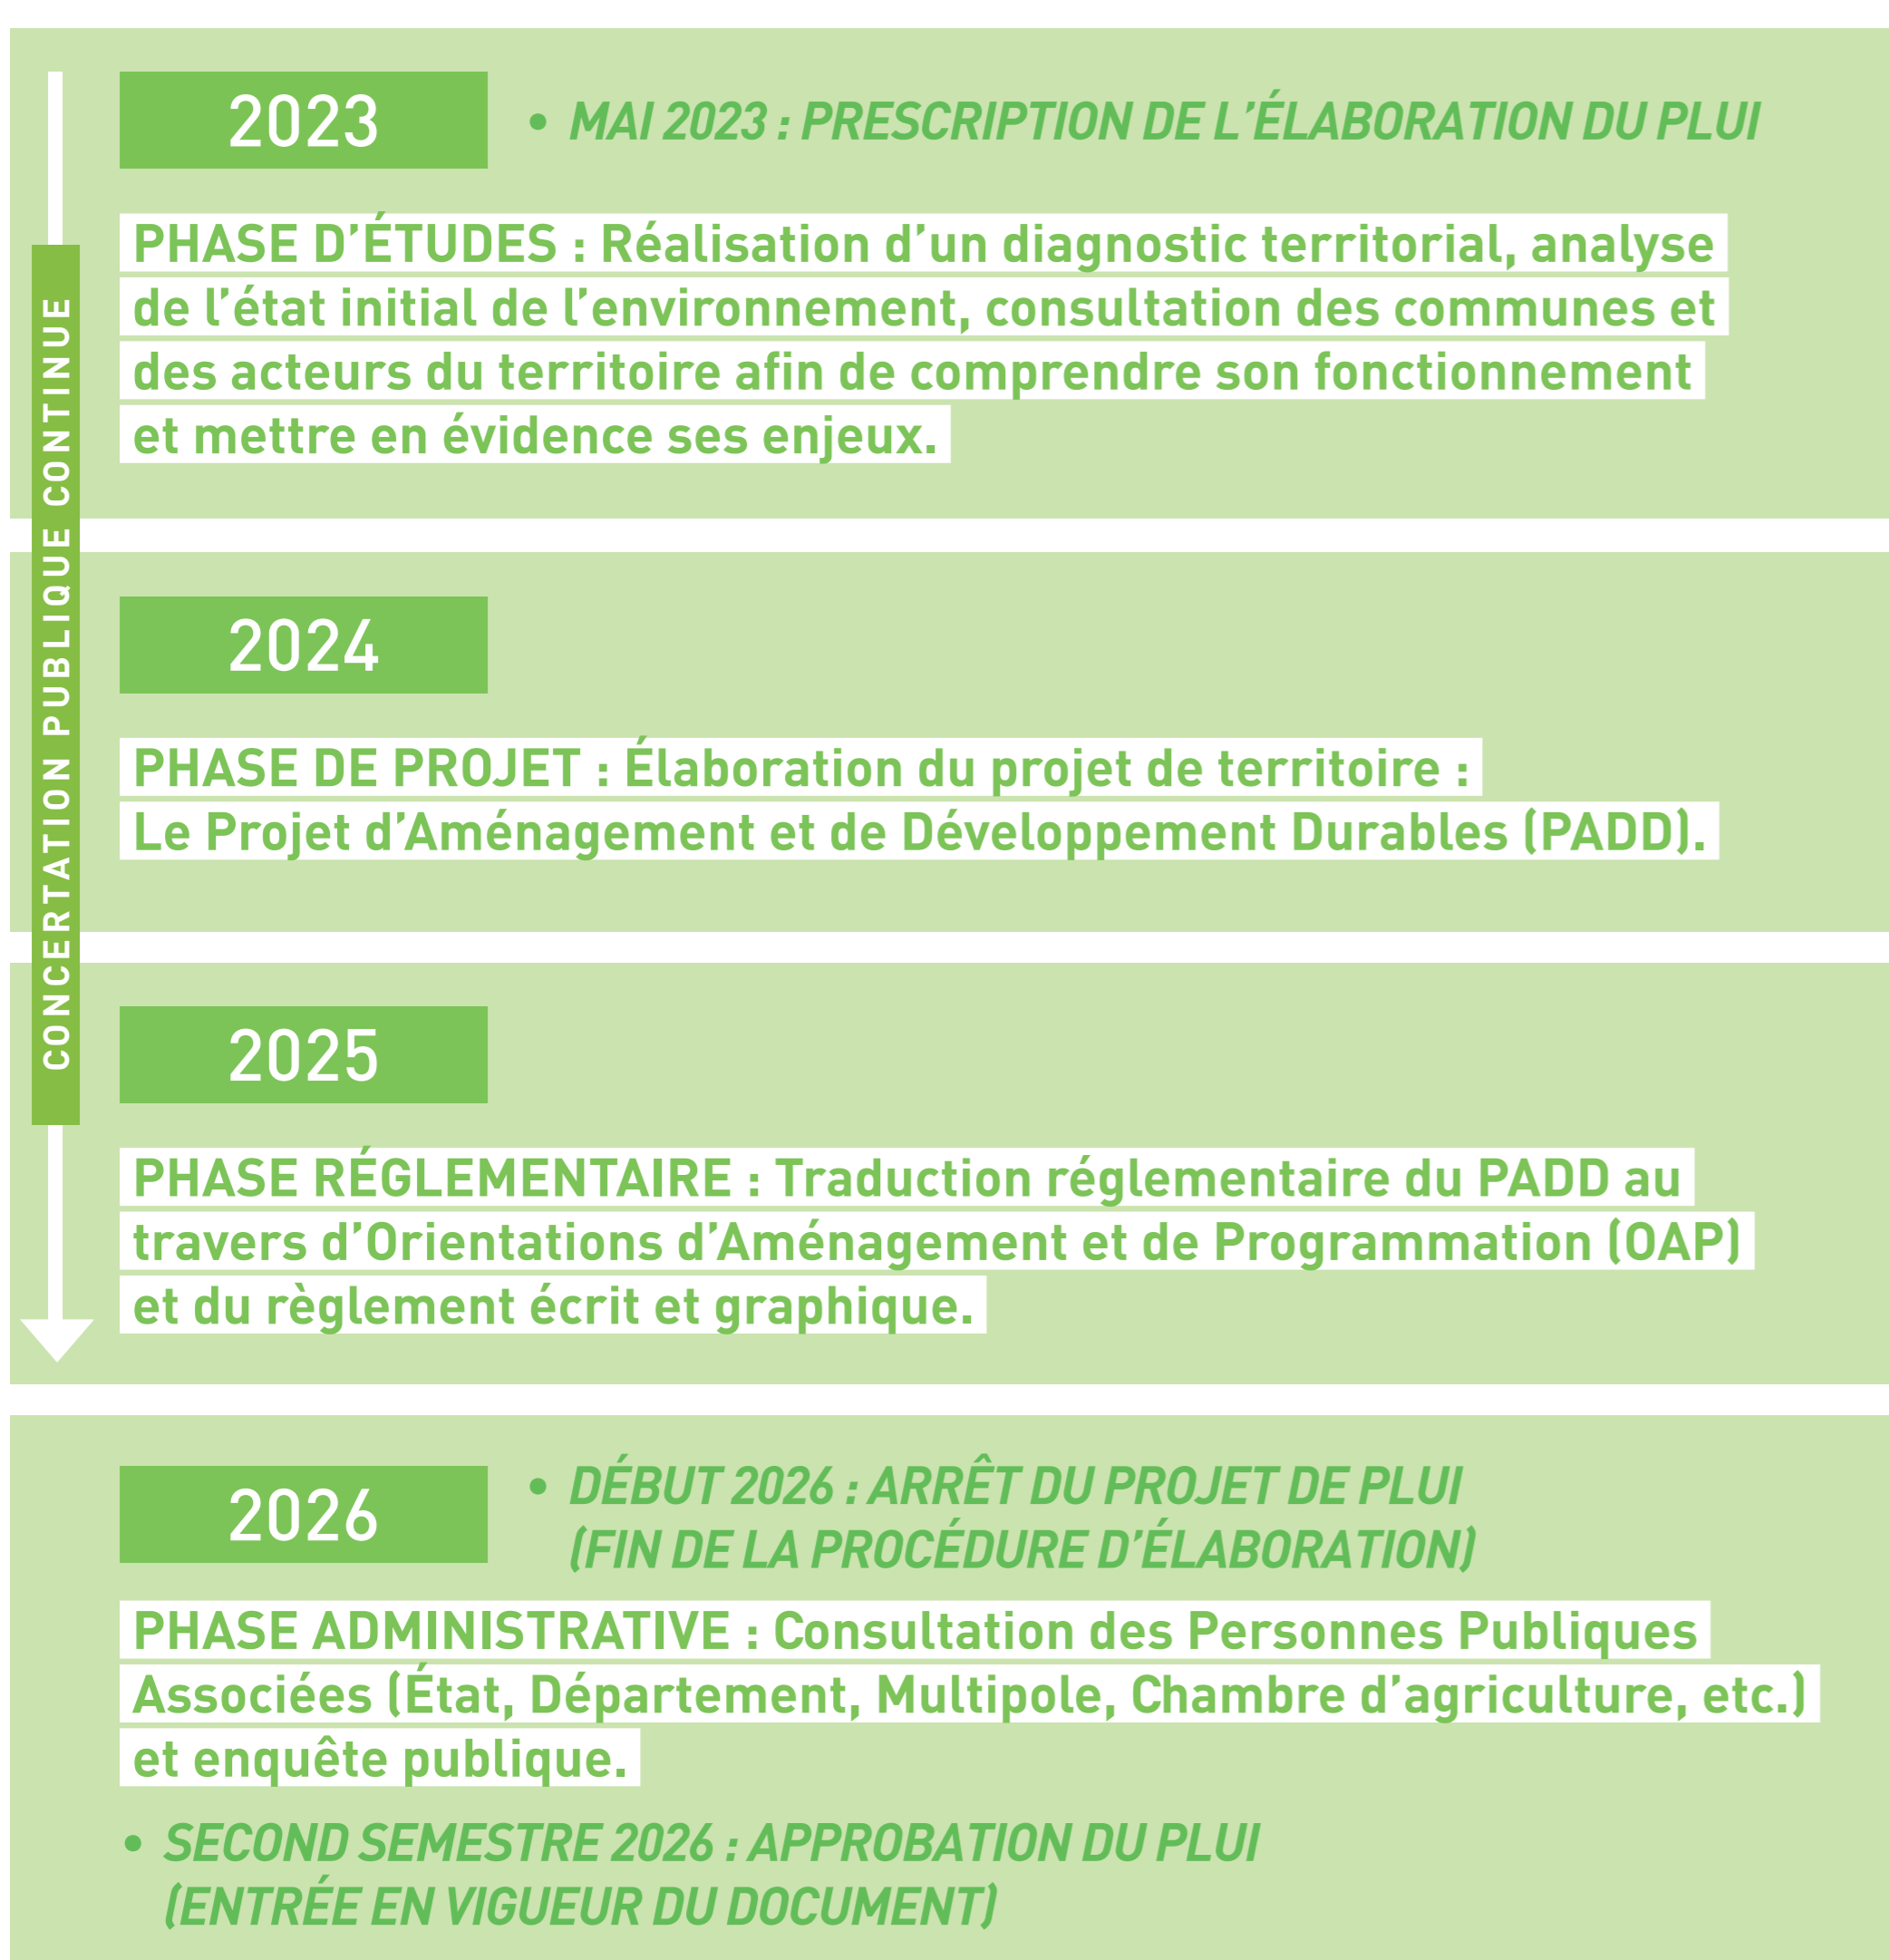 2023
• MAI 2023 : PRESCRIPTION DE L’ÉLABORATION DU PLUI
PHASE D’ÉTUDES : Réalisation d’un diagnostic territorial, analyse
de l’état initial de l’environnement, consultation des communes et
des acteurs du territoire afin de comprendre son fonctionnement
et mettre en évidence ses enjeux.
CONCERTATION PUBLIQUE CONTINUE
2024
PHASE DE PROJET : Élaboration du projet de territoire :
Le Projet d’Aménagement et de Développement Durables (PADD).
2025
PHASE RÉGLEMENTAIRE : Traduction réglementaire du PADD au
travers d’Orientations d’Aménagement et de Programmation (OAP)
et du règlement écrit et graphique.
2026
• DÉBUT 2026 : ARRÊT DU PROJET DE PLUI
(FIN DE LA PROCÉDURE D’ÉLABORATION)
PHASE ADMINISTRATIVE : Consultation des Personnes Publiques
Associées (État, Département, Multipole, Chambre d’agriculture, etc.)
et enquête publique.
• SECOND SEMESTRE 2026 : APPROBATION DU PLUI
(ENTRÉE EN VIGUEUR DU DOCUMENT)